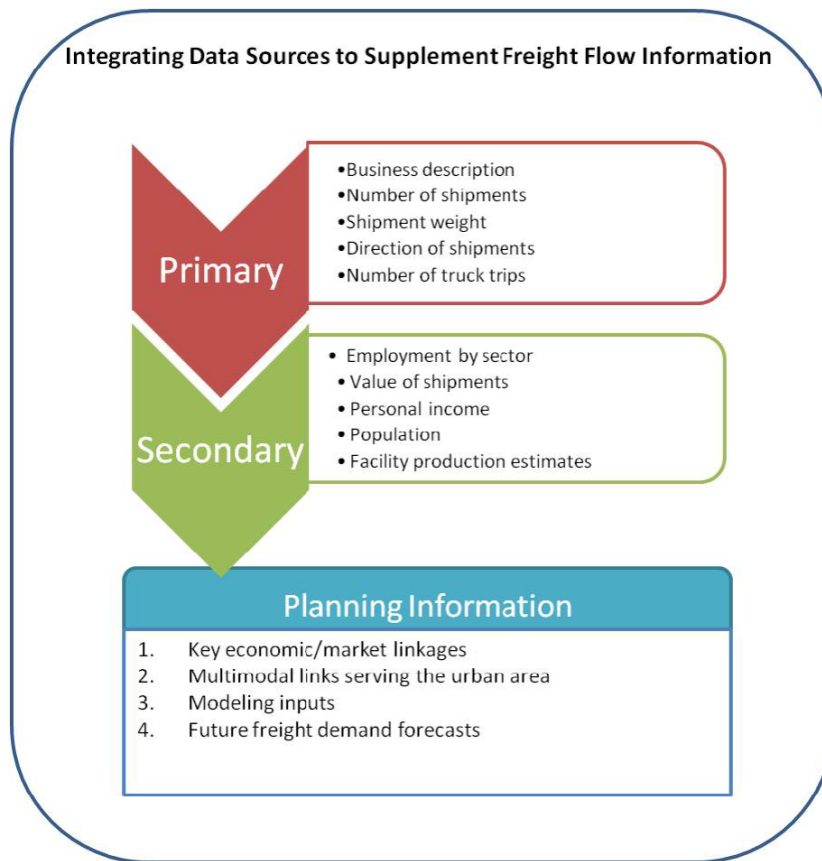 Integrating Data Sources to Supplement Freight Flow Information
Primary
•Business description
•Number of shipments
•Shipment weight
•Direction of shipments
•Number of truck trips
Secondary
• Employment by sector
• Value of shipments
• Personal income
• Population
• Facility production estimates
Planning Information
1. Key economic/market linkages
2. Multimodal links serving the urban area
3. Modeling inputs
4. Future freight demand forecasts